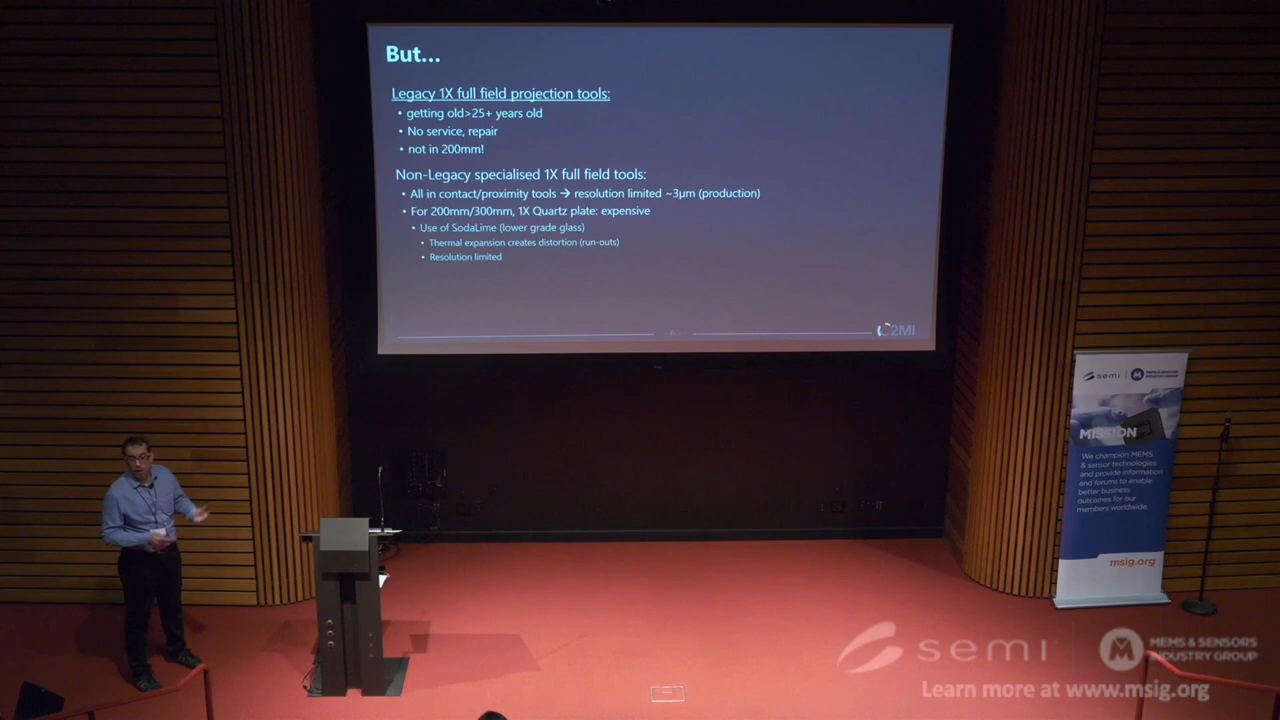 But...
Legacy 1X full field projection tools:
• getting old>25+ years old
• No service, repair
• not in 200mm!
Non-Legacy specialised 1X full field tools:
• All in contact/proximity tools → resolution limited ~3µm (production)
• For 200mm/300mm, 1X Quartz plate: expensive
• Use of SodaLime (lower grade glass)
• Thermal expansion creates distortion (run-outs)
• Resolution limited
C2MI
semi
MEMS & SENSORS
INDUSTRY GROUP
MISSION
We champion MEMS
& sensor technologies
and provide information
and forums to enable
better business
outcomes for our
members worldwide.
msig.org
semi
MEMS & SENSORS
INDUSTRY GROUP
Learn more at www.msig.org